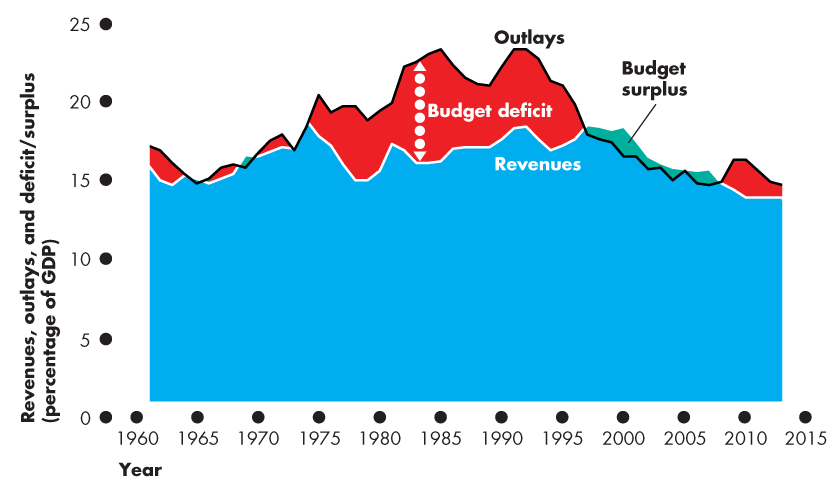 25
20
15
10
5
0
Revenues, outlays, and deficit/surplus
(percentage of GDP)
Outlays
Budget
surplus
Budget deficit
Revenues
1960 1965 1970 1975 1980 1985 1990 1995 2000 2005 2010 2015
Year